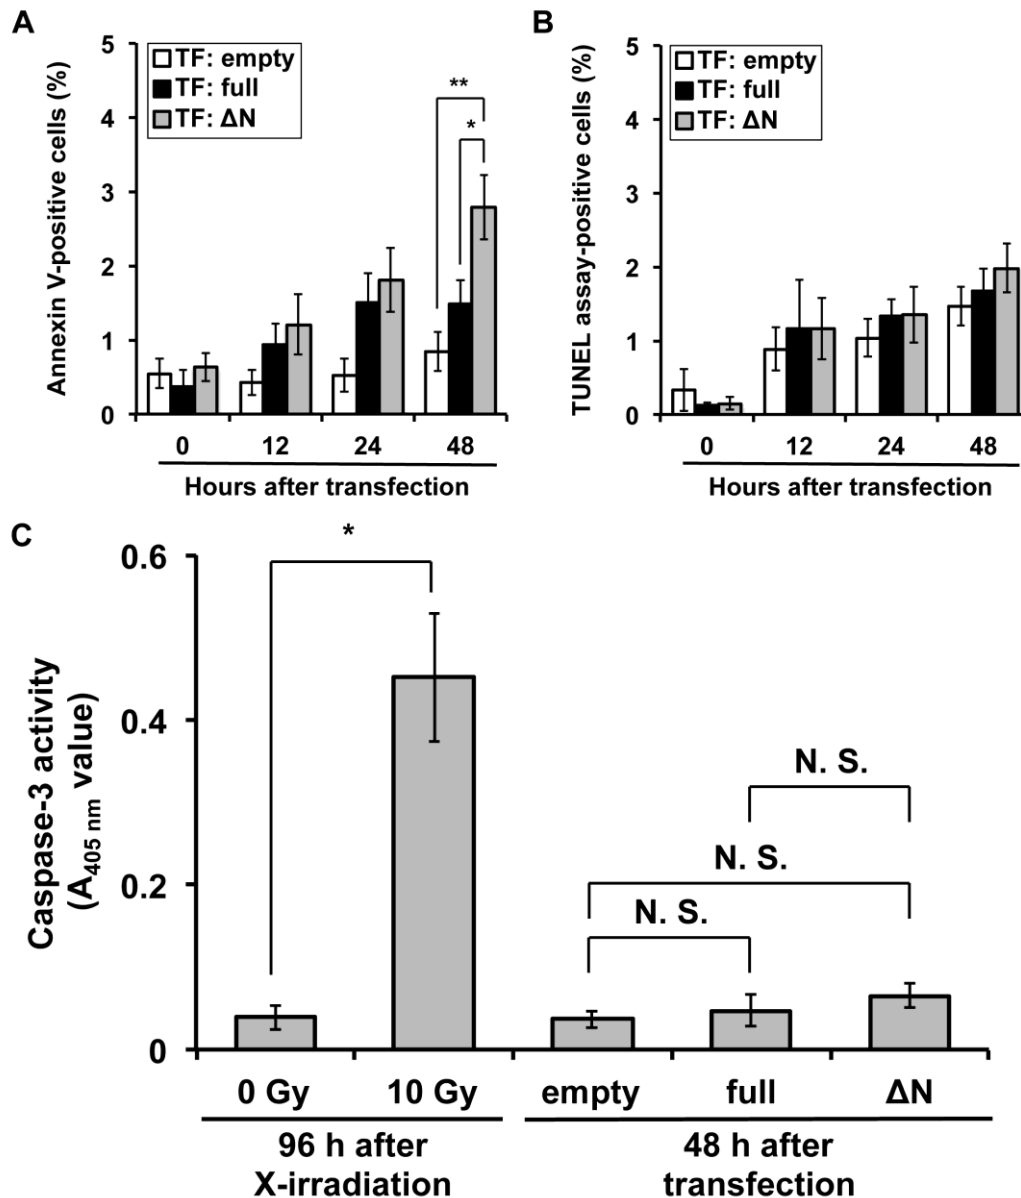 A
Annexin V-positive cells (%)
5
4
3
2
1
0
TF: empty
TF: full
TF: ΔN
**
*
0 12 24 48
Hours after transfection
B
TUNEL assay-positive cells (%)
5
4
3
2
1
0
TF: empty
TF: full
TF: ΔN
0 12 24 48
Hours after transfection
C
Caspase-3 activity
(A405 nm value)
0.6
0.4
0.2
0
*
N. S.
N. S.
N. S.
0 Gy 10 Gy empty full ΔN
96 h after
X-irradiation
48 h after
transfection